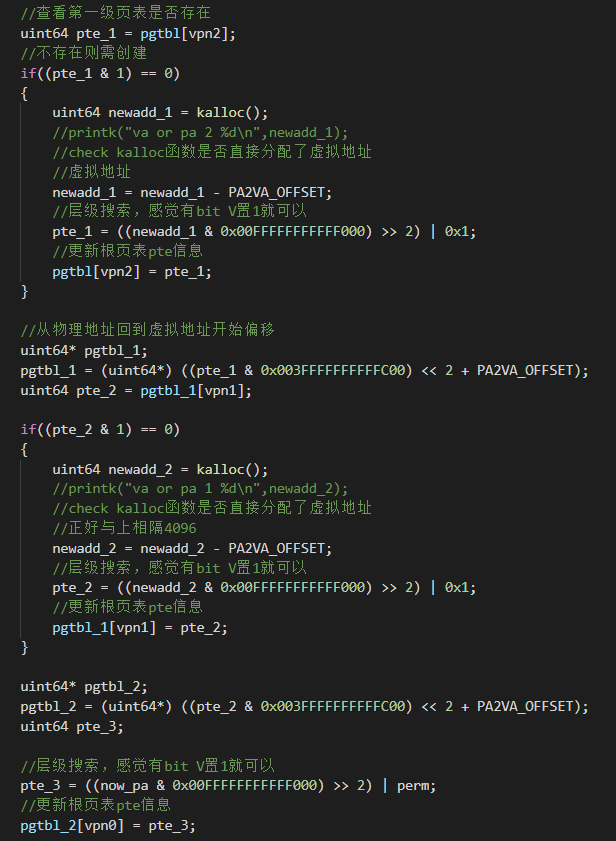 //查看第一级页表是否存在
uint64 pte_1 = pgtbl[vpn2];
//不存在则需创建
if((pte_1 & 1) == 0)
{
uint64 newadd_1 = kalloc();
//printk("va or pa 2 %d\n",newadd_1);
//check kalloc函数是否直接分配了虚拟地址
//虚拟地址
newadd_1 = newadd_1 - PA2VA_OFFSET;
//层级搜索，感觉有bit V置1就可以
pte_1 = ((newadd_1 & 0x00FFFFFFFFFFF000) >> 2) | 0x1;
//更新根页表pte信息
pgtbl[vpn2] = pte_1;
}
//从物理地址回到虚拟地址开始偏移
uint64* pgtbl_1;
pgtbl_1 = (uint64*) ((pte_1 & 0x003FFFFFFFFFFC00) << 2 + PA2VA_OFFSET);
uint64 pte_2 = pgtbl_1[vpn1];
if((pte_2 & 1) == 0)
{
uint64 newadd_2 = kalloc();
//printk("va or pa 1 %d\n",newadd_2);
//check kalloc函数是否直接分配了虚拟地址
//正好与上相隔4096
newadd_2 = newadd_2 - PA2VA_OFFSET;
//层级搜索，感觉有bit V置1就可以
pte_2 = ((newadd_2 & 0x00FFFFFFFFFFF000) >> 2) | 0x1;
//更新根页表pte信息
pgtbl_1[vpn1] = pte_2;
}
uint64* pgtbl_2;
pgtbl_2 = (uint64*) ((pte_2 & 0x003FFFFFFFFFFC00) << 2 + PA2VA_OFFSET);
uint64 pte_3;
//层级搜索，感觉有bit V置1就可以
pte_3 = ((now_pa & 0x00FFFFFFFFFFF000) >> 2) | perm;
//更新根页表pte信息
pgtbl_2[vpn0] = pte_3;